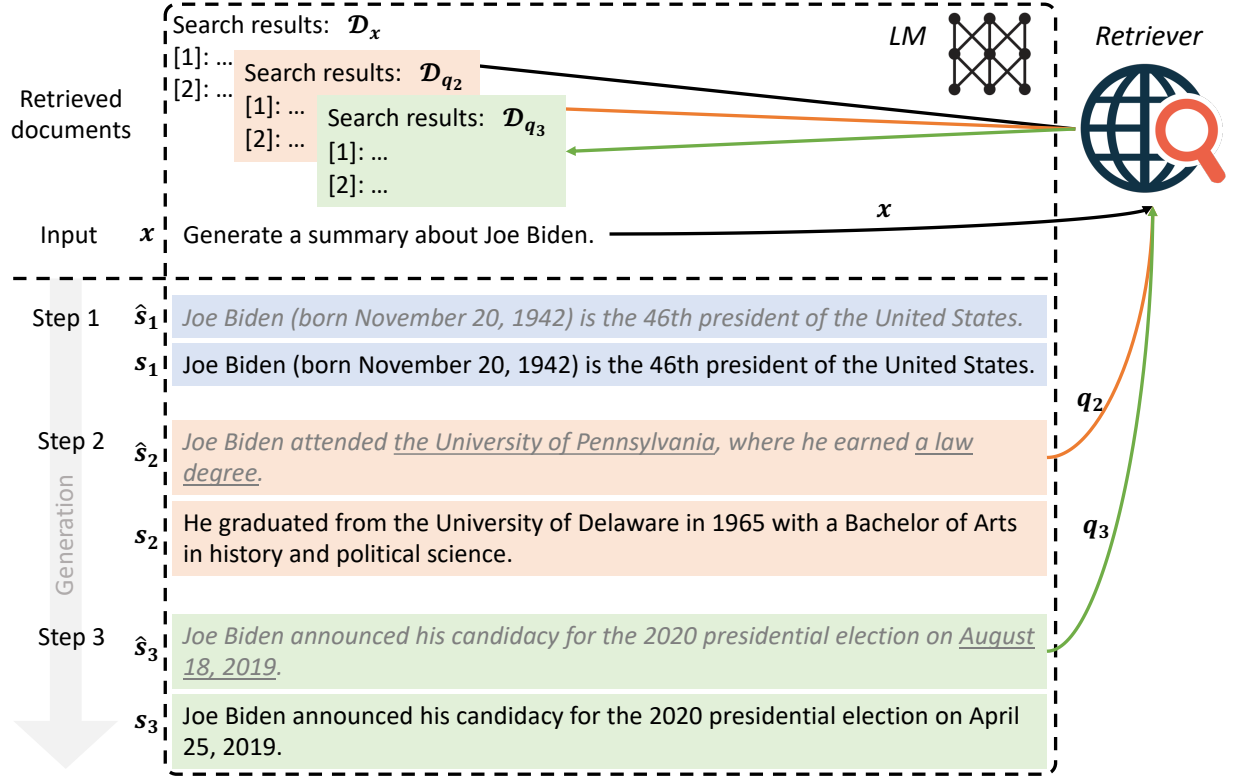 Search results: 𝓓ₓ
[1]: ...
[2]: ...
Search results: 𝓓_q₂
[1]: ...
[2]: ...
Search results: 𝓓_q₃
[1]: ...
[2]: ...
LM
Retriever
Retrieved
documents
Input
x
Generate a summary about Joe Biden.
x
Generation
Step 1
ŝ₁
Joe Biden (born November 20, 1942) is the 46th president of the United States.
s₁
Joe Biden (born November 20, 1942) is the 46th president of the United States.
q₂
Step 2
ŝ₂
Joe Biden attended the University of Pennsylvania, where he earned a law
degree.
s₂
He graduated from the University of Delaware in 1965 with a Bachelor of Arts
in history and political science.
q₃
Step 3
ŝ₃
Joe Biden announced his candidacy for the 2020 presidential election on August
18, 2019.
s₃
Joe Biden announced his candidacy for the 2020 presidential election on April
25, 2019.